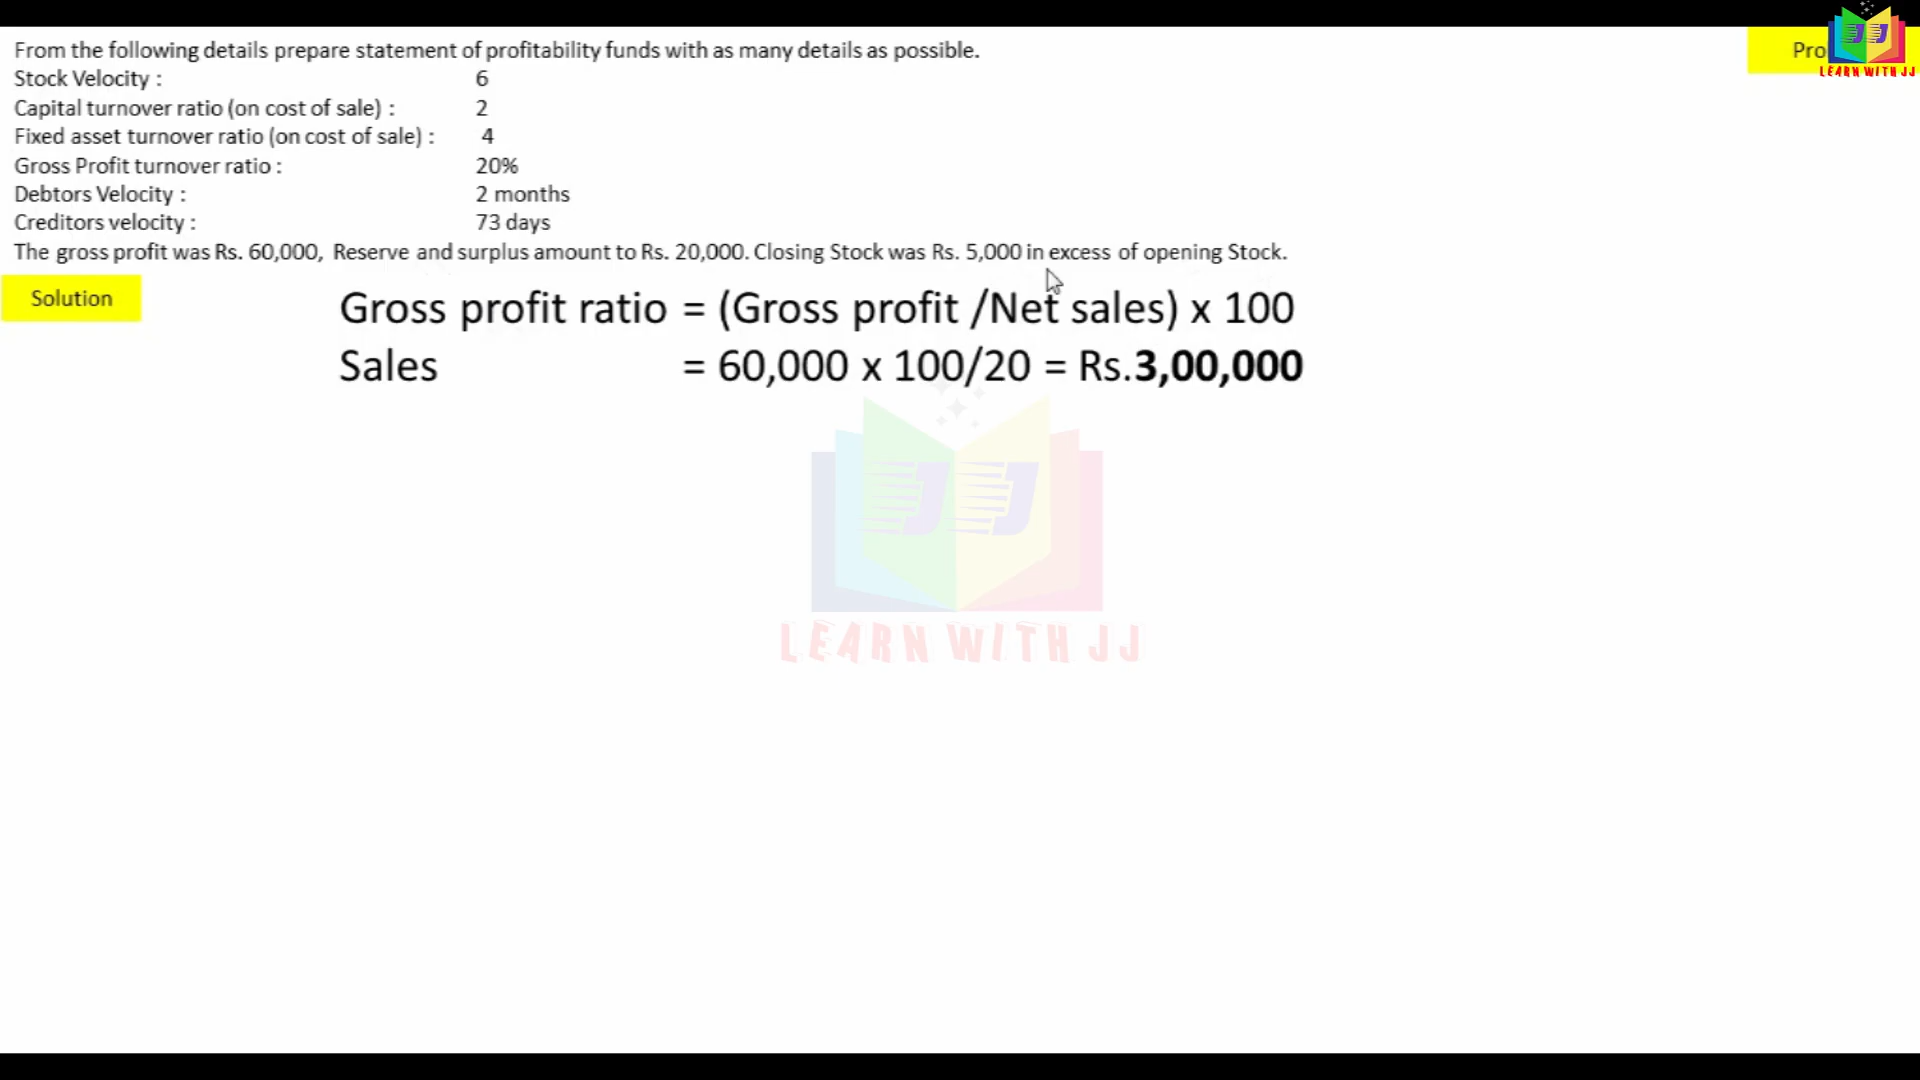 From the following details prepare statement of profitability funds with as many details as possible.
Stock Velocity : 6
Capital turnover ratio (on cost of sale) : 2
Fixed asset turnover ratio (on cost of sale) : 4
Gross Profit turnover ratio : 20%
Debtors Velocity : 2 months
Creditors velocity : 73 days
The gross profit was Rs. 60,000, Reserve and surplus amount to Rs. 20,000. Closing Stock was Rs. 5,000 in excess of opening Stock.
Pro
JJ
LEARN WITH JJ
Solution
Gross profit ratio = (Gross profit /Net sales) x 100
Sales = 60,000 x 100/20 = Rs.3,00,000
JJ
LEARN WITH JJ